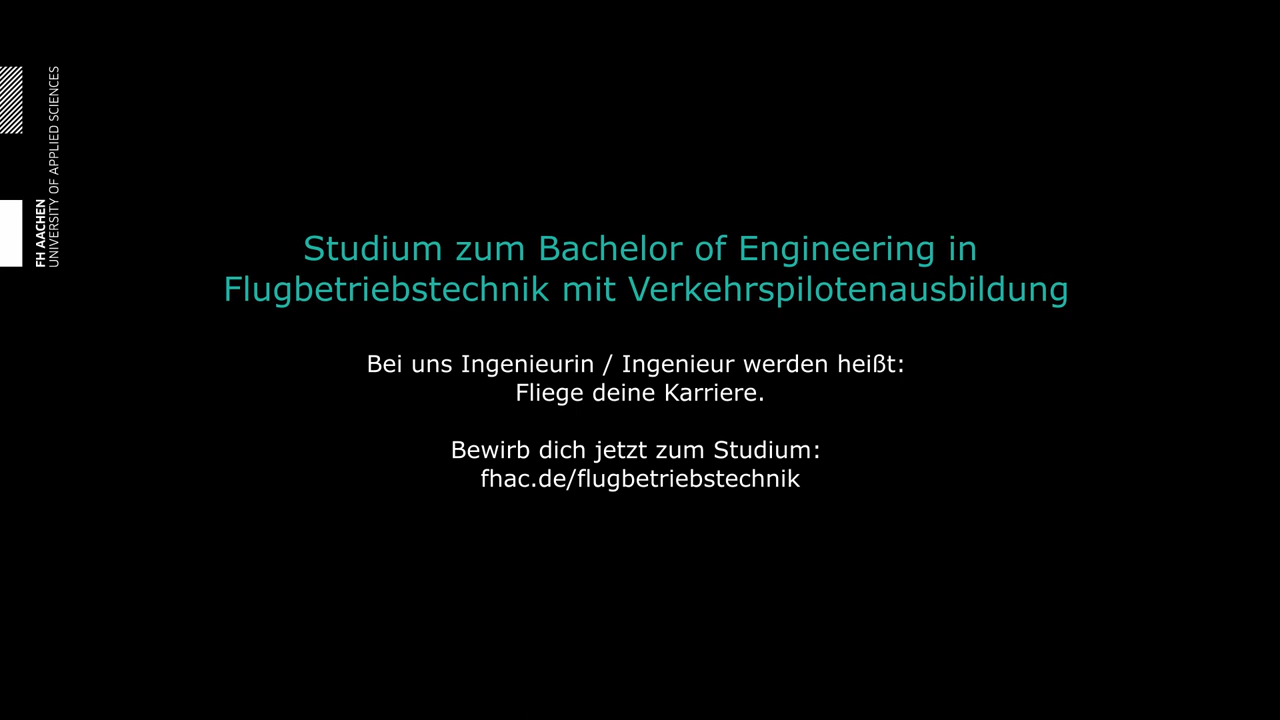 FH AACHEN
UNIVERSITY OF APPLIED SCIENCES
Studium zum Bachelor of Engineering in
Flugbetriebstechnik mit Verkehrspilotenausbildung
Bei uns Ingenieurin / Ingenieur werden heißt:
Fliege deine Karriere.
Bewirb dich jetzt zum Studium:
fhac.de/flugbetriebstechnik